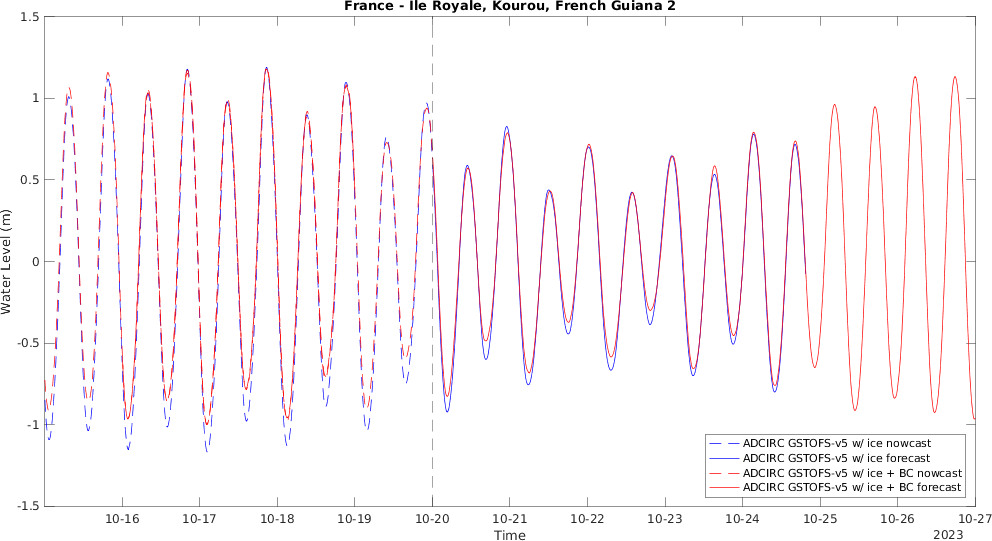 France - Ile Royale, Kourou, French Guiana 2
1.5
1
0.5
0
-0.5
-1
-1.5
Water Level (m)
10-16
10-17
10-18
10-19
10-20
10-21
10-22
10-23
10-24
10-25
10-26
10-27
Time
2023
ADCIRC GSTOFS-v5 w/ ice nowcast
ADCIRC GSTOFS-v5 w/ ice forecast
ADCIRC GSTOFS-v5 w/ ice + BC nowcast
ADCIRC GSTOFS-v5 w/ ice + BC forecast